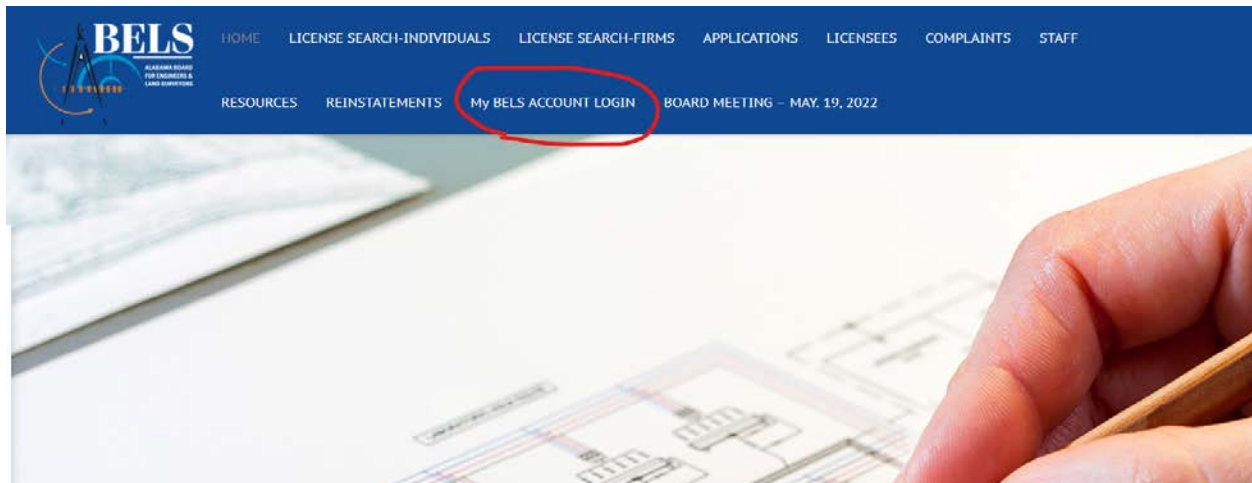 BELS
ALABAMA BOARD
FOR ENGINEERS &
LAND SURVEYORS
HOME LICENSE SEARCH-INDIVIDUALS LICENSE SEARCH-FIRMS APPLICATIONS LICENSEES COMPLAINTS STAFF
RESOURCES REINSTATEMENTS My BELS ACCOUNT LOGIN BOARD MEETING – MAY. 19, 2022